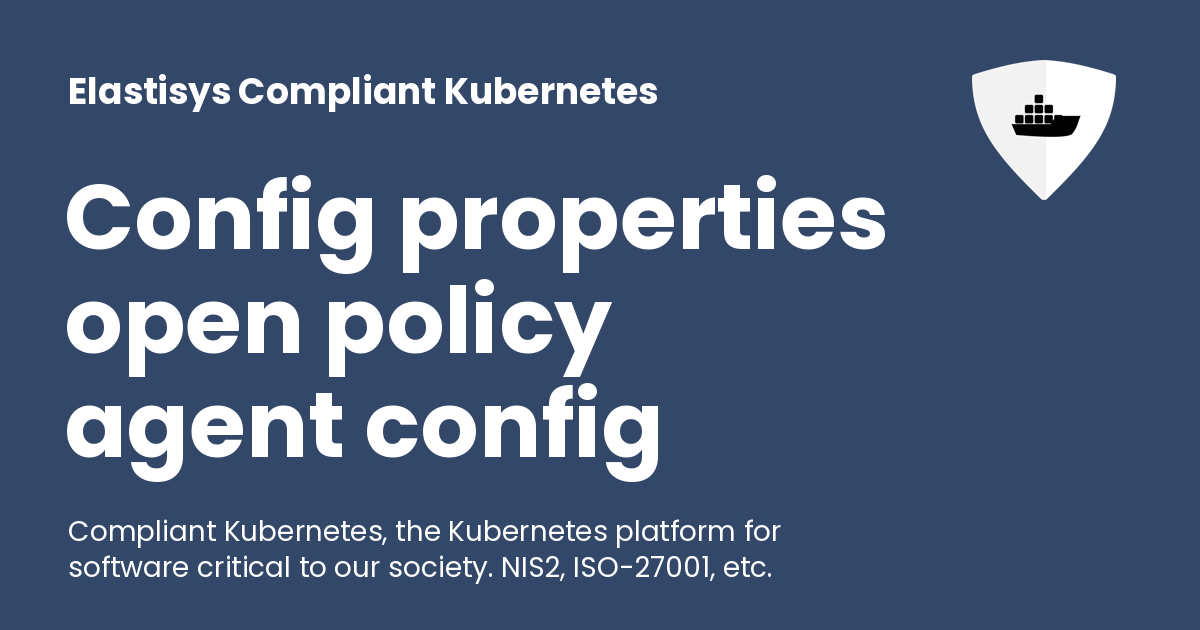 Elastisys Compliant Kubernetes
Config properties
open policy
agent config
Compliant Kubernetes, the Kubernetes platform for
software critical to our society. NIS2, ISO-27001, etc.